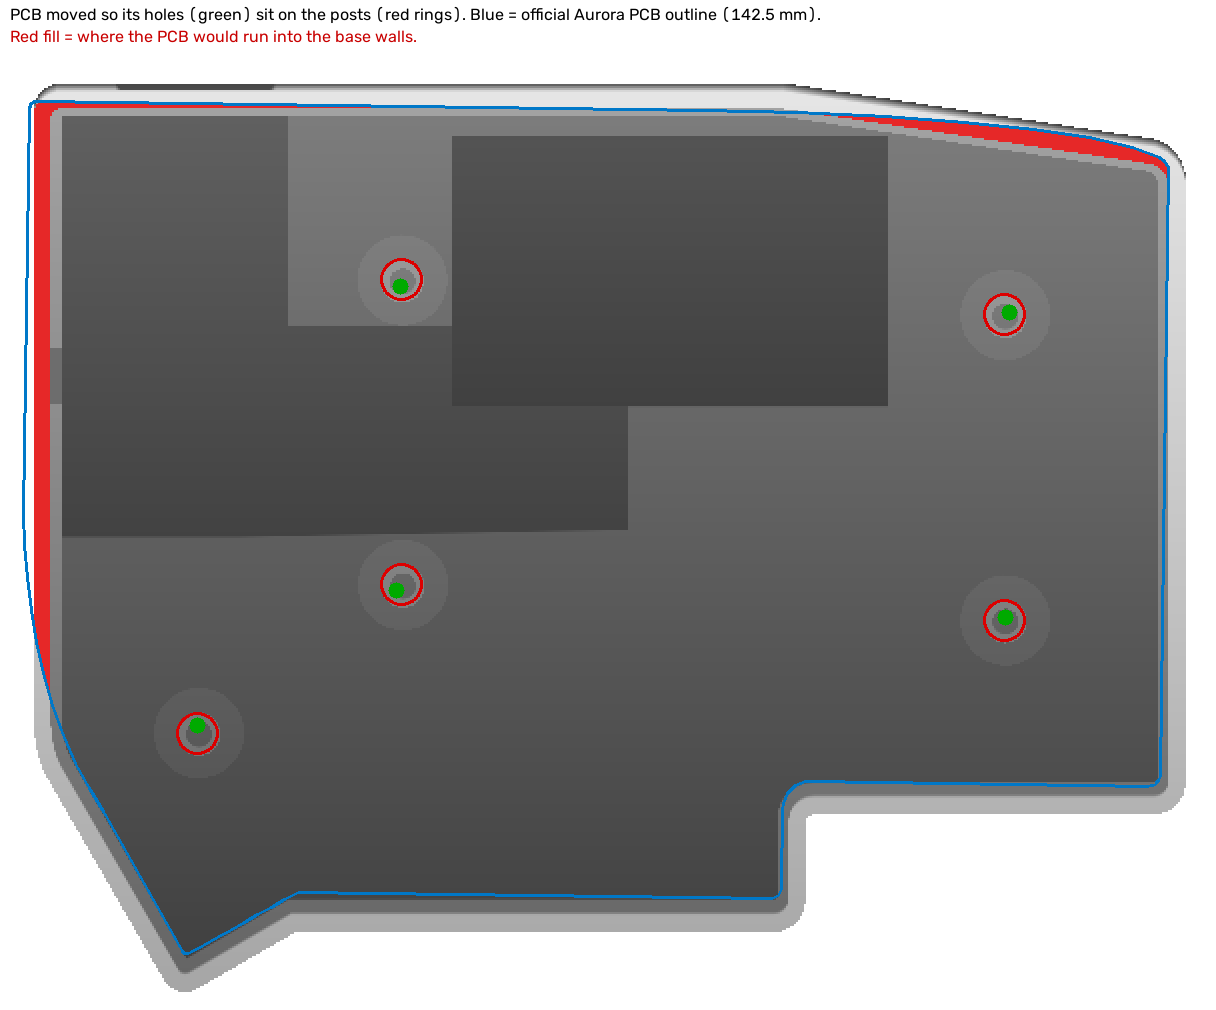 PCB moved so its holes (green) sit on the posts (red rings). Blue = official Aurora PCB outline (142.5 mm).
Red fill = where the PCB would run into the base walls.